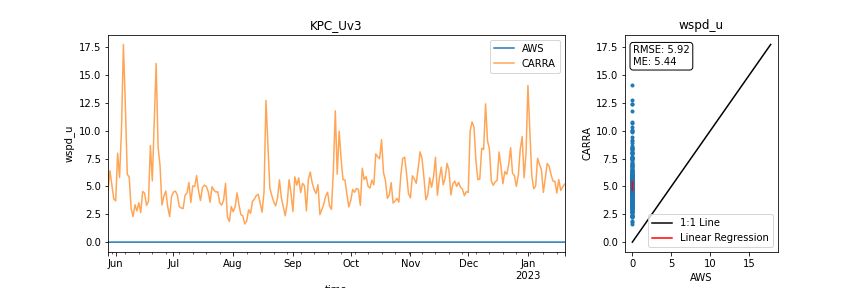 KPC_Uv3
wspd_u
17.5
15.0
12.5
10.0
7.5
5.0
2.5
0.0
wspd_u
AWS
CARRA
Jun
Jul
Aug
Sep
Oct
Nov
Dec
Jan
2023
time
17.5
15.0
12.5
10.0
7.5
5.0
2.5
0.0
CARRA
RMSE: 5.92
ME: 5.44
1:1 Line
Linear Regression
0
5
10
15
AWS